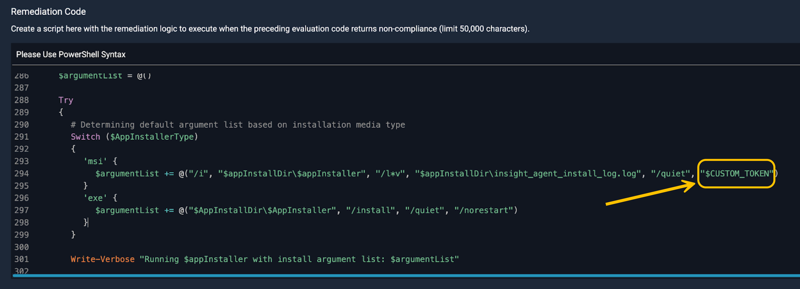 Remediation Code
Create a script here with the remediation logic to execute when the preceding evaluation code returns non-compliance (limit 50,000 characters).
Please Use PowerShell Syntax
286 $argumentList = @()
287
288 Try
289 {
290 # Determining default argument list based on installation media type
291 Switch ($AppInstallerType)
292 {
293 'msi' {
294 $argumentList += @("/i", "$appInstallDir\$appInstaller", "/l*v", "$appInstallDir\insight_agent_install_log.log", "/quiet", "$CUSTOM_TOKEN")
295 }
296 'exe' {
297 $argumentList += @("$AppInstallDir\$AppInstaller", "/install", "/quiet", "/norestart")
298 }
299 }
300
301 Write-Verbose "Running $appInstaller with install argument list: $argumentList"
302